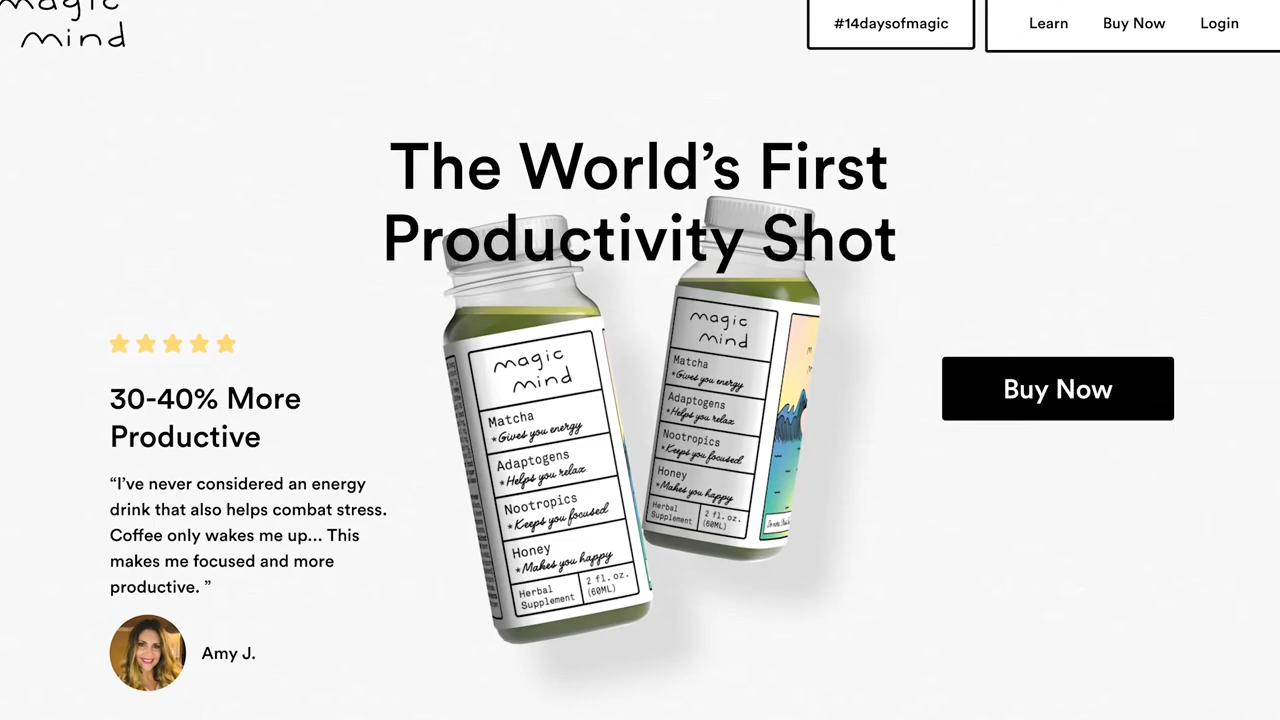 magic
mind
#14daysofmagic
Learn Buy Now Login
The World’s First
Productivity Shot
30-40% More
Productive
“I’ve never considered an energy
drink that also helps combat stress.
Coffee only wakes me up... This
makes me focused and more
productive. ”
Amy J.
Buy Now
magic
mind
Matcha
*Gives you energy
Adaptogens
*Helps you relax
Nootropics
*Keeps you focused
Honey
*Makes you happy
Herbal
Supplement
2 fl. oz.
(60ML)
magic
mind
Matcha
*Gives you energy
Adaptogens
*Helps you relax
Nootropics
*Keeps you focused
Honey
*Makes you happy
Herbal
Supplement
2 fl. oz.
(60ML)